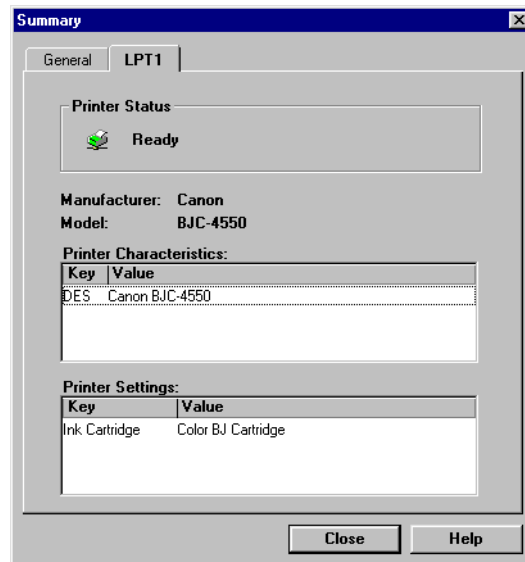 Summary
General LPT1
Printer Status
Ready
Manufacturer: Canon
Model: BJC-4550
Printer Characteristics:
Key Value
DES Canon BJC-4550
Printer Settings:
Key Value
Ink Cartridge Color BJ Cartridge
Close Help